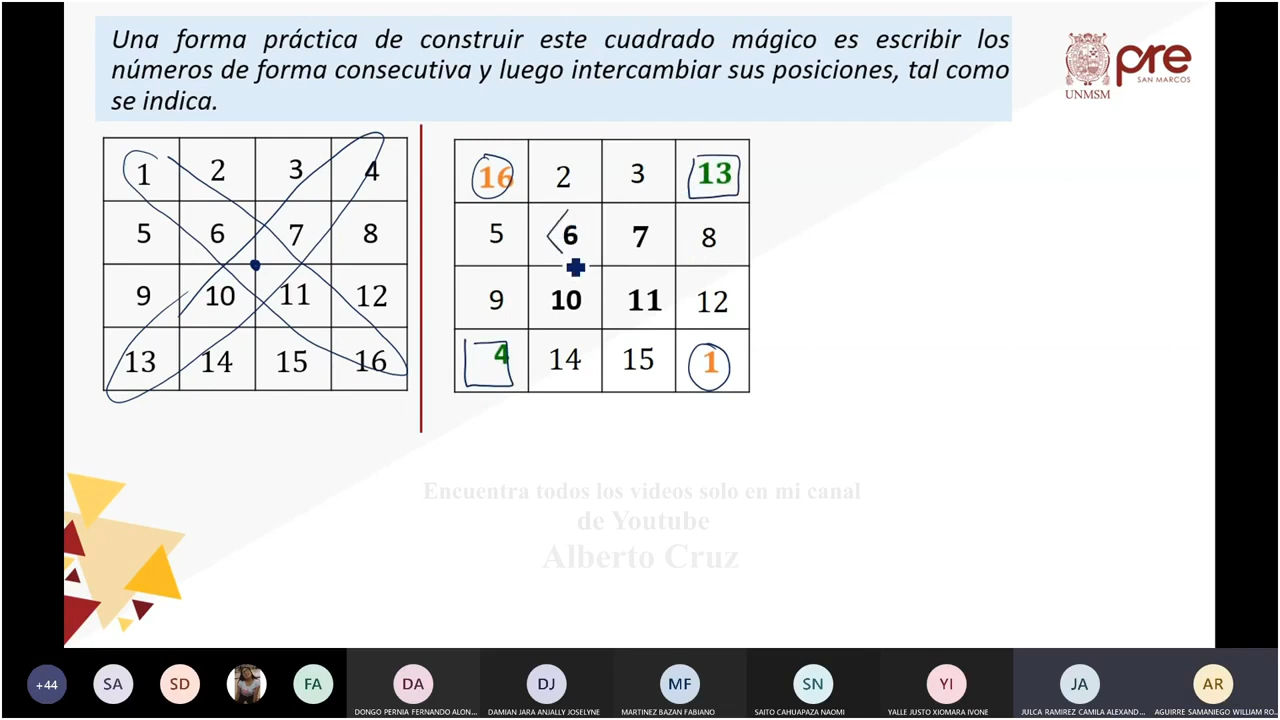 Una forma práctica de construir este cuadrado mágico es escribir los
números de forma consecutiva y luego intercambiar sus posiciones, tal como
se indica.
pre
SAN MARCOS
UNMSM
1 2 3 4
5 6 7 8
9 10 11 12
13 14 15 16
16 2 3 13
5 6 7 8
9 10 11 12
4 14 15 1
Encuentra todos los videos solo en mi canal
de Youtube
Alberto Cruz
+44
SA
SD
FA
DA
DJ
MF
SN
YI
JA
AR
DONGO PERNIA FERNANDO ALON...
DAMIAN JARA ANJALLY JOSELYNE
MARTINEZ BAZAN FABIANO
SAITO CAHUAPAZA NAOMI
YALLE JUSTO XIOMARA IVONE
JULCA RAMIREZ CAMILA ALEXAND...
AGUIRRE SAMANIEGO WILLIAM RO...